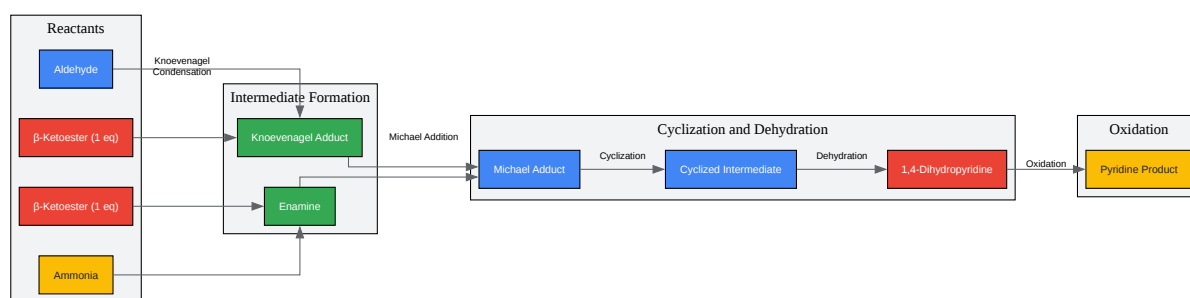 Reactants
Aldehyde
β-Ketoester (1 eq)
β-Ketoester (1 eq)
Ammonia
Knoevenagel
Condensation
Intermediate Formation
Knoevenagel Adduct
Enamine
Michael Addition
Cyclization and Dehydration
Michael Adduct
Cyclization
Cyclized Intermediate
Dehydration
1,4-Dihydropyridine
Oxidation
Oxidation
Pyridine Product